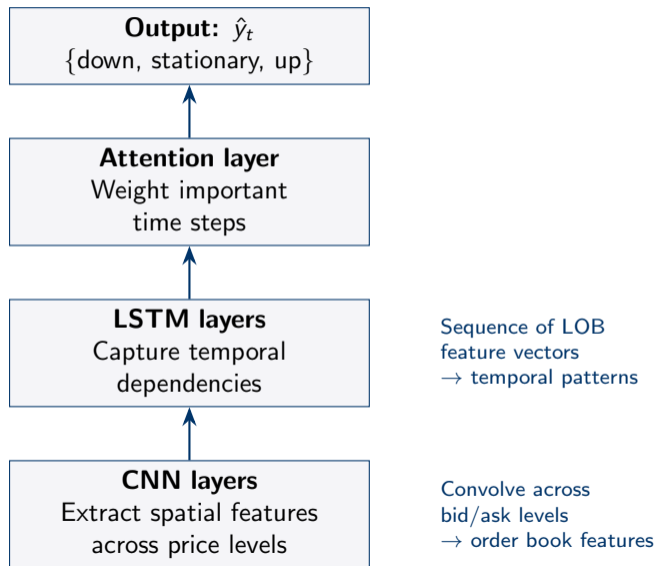 Output: ŷt
{down, stationary, up}
Attention layer
Weight important
time steps
LSTM layers
Capture temporal
dependencies
Sequence of LOB
feature vectors
→ temporal patterns
CNN layers
Extract spatial features
across price levels
Convolve across
bid/ask levels
→ order book features